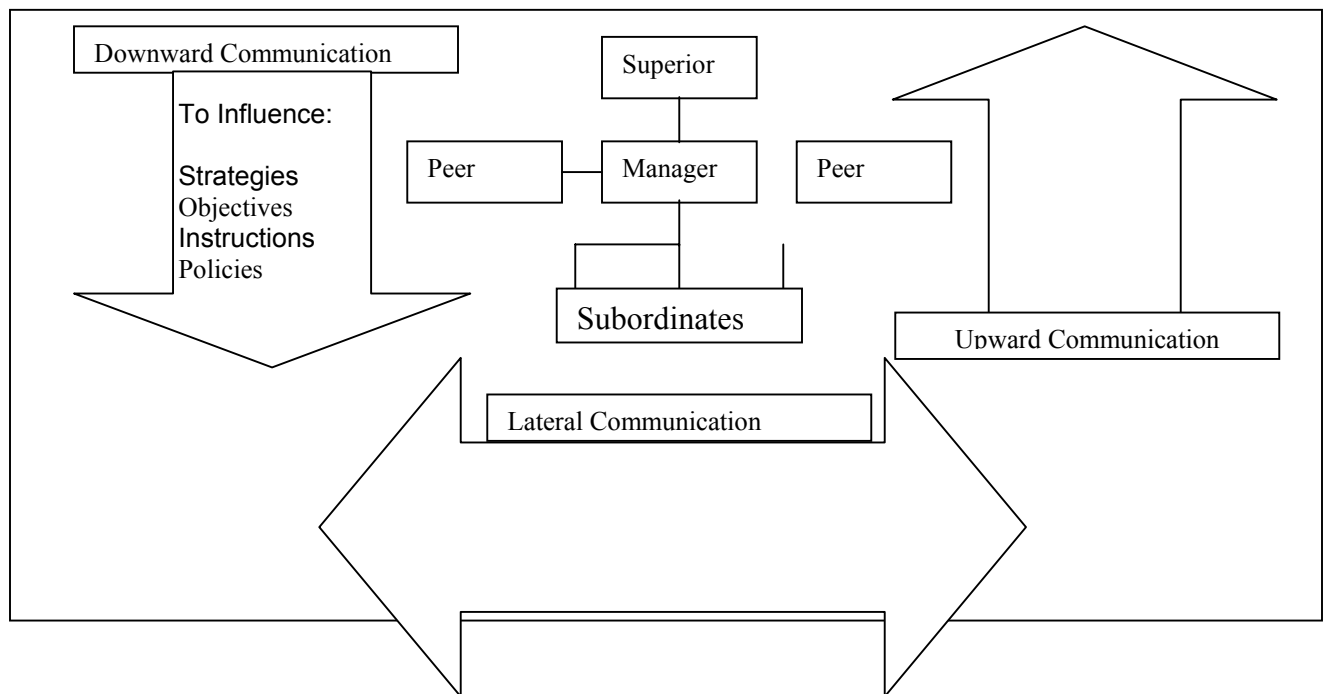 Downward Communication
To Influence:
Strategies
Objectives
Instructions
Policies
Superior
Peer
Manager
Peer
Subordinates
Upward Communication
Lateral Communication